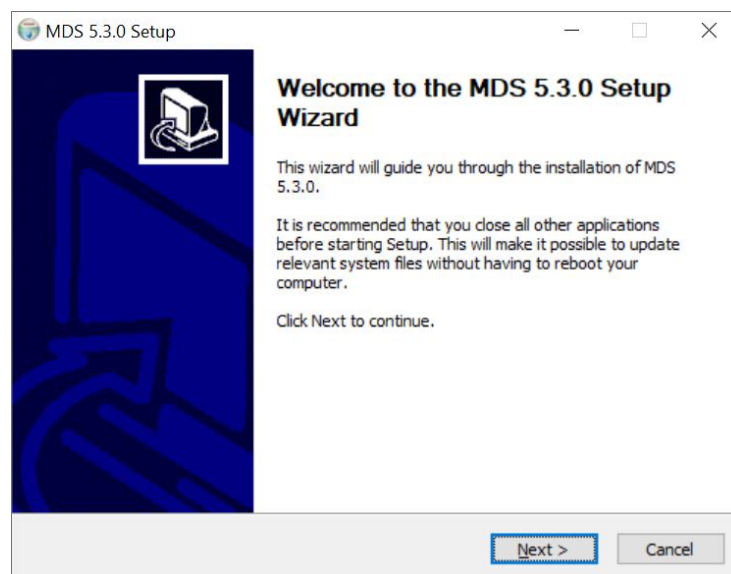 MDS 5.3.0 Setup
Welcome to the MDS 5.3.0 Setup
Wizard
This wizard will guide you through the installation of MDS
5.3.0.
It is recommended that you close all other applications
before starting Setup. This will make it possible to update
relevant system files without having to reboot your
computer.
Click Next to continue.
Next > Cancel